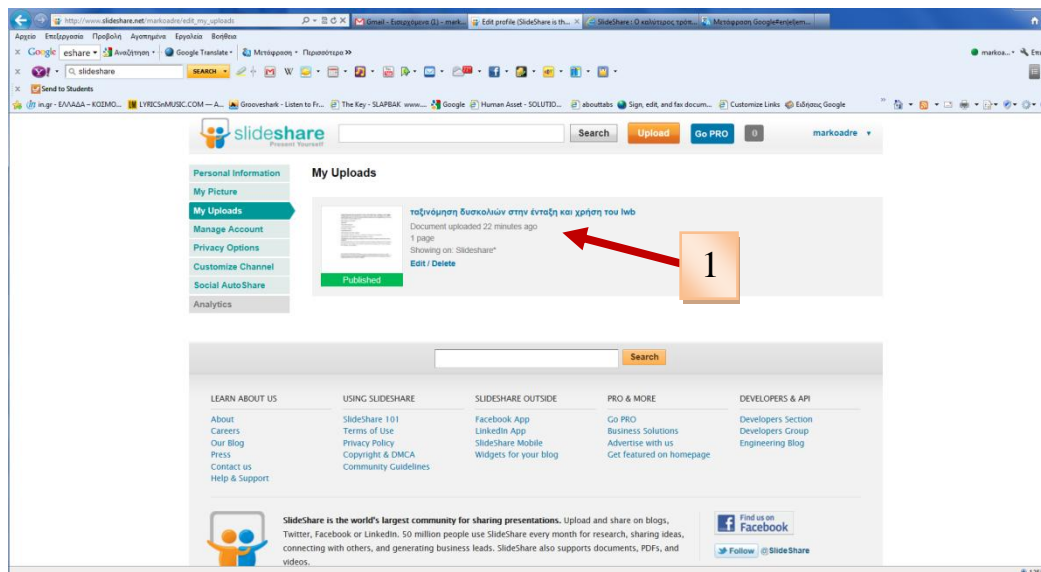 http://www.slideshare.net/markoadre/edit_my_uploads
Gmail - Εισερχόμενα (1) - mark...
Edit profile (SlideShare is th...
SlideShare : Ο καλύτερος τρόπ...
Μετάφραση Google#en|el|em...
Αρχείο Επεξεργασία Προβολή Αγαπημένα Εργαλεία Βοήθεια
x Google eshare Αναζήτηση Google Translate Μετάφραση Περισσότερα >> markoa...
x Y! slideshare SEARCH W
x Send to Students
in.gr - ΕΛΛΑΔΑ – ΚΟΣΜΟ... LYRICSnMUSIC.COM — A... Grooveshark - Listen to Fr... The Key - SLAPBAK www.... Google Human Asset - SOLUTIO... abouttabs Sign, edit, and fax docum... Customize Links Ειδήσεις Google
slideshare
Present Yourself
Search Upload Go PRO 0 markoadre
Personal Information
My Picture
My Uploads
Manage Account
Privacy Options
Customize Channel
Social AutoShare
Analytics
My Uploads
ταξινόμηση δυσκολιών στην ένταξη και χρήση του Iwb
Document uploaded 22 minutes ago
1 page
Showing on: Slideshare*
Edit / Delete
Published
1
Search
LEARN ABOUT US
About
Careers
Our Blog
Press
Contact us
Help & Support
USING SLIDESHARE
SlideShare 101
Terms of Use
Privacy Policy
Copyright & DMCA
Community Guidelines
SLIDESHARE OUTSIDE
Facebook App
LinkedIn App
SlideShare Mobile
Widgets for your blog
PRO & MORE
Go PRO
Business Solutions
Advertise with us
Get featured on homepage
DEVELOPERS & API
Developers Section
Developers Group
Engineering Blog
SlideShare is the world's largest community for sharing presentations. Upload and share on blogs,
Twitter, Facebook or LinkedIn. 50 million people use SlideShare every month for research, sharing ideas,
connecting with others, and generating business leads. SlideShare also supports documents, PDFs, and
videos.
Find us on
Facebook
Follow @SlideShare